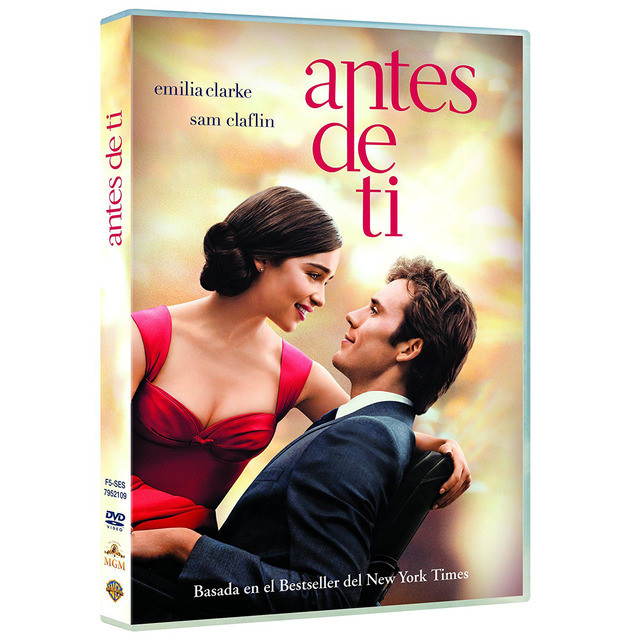 antes de ti
F5-SES
7952109
DVD
VIDEO
MGM
emilia clarke
sam claflin
antes
de
ti
Basada en el Bestseller del New York Times